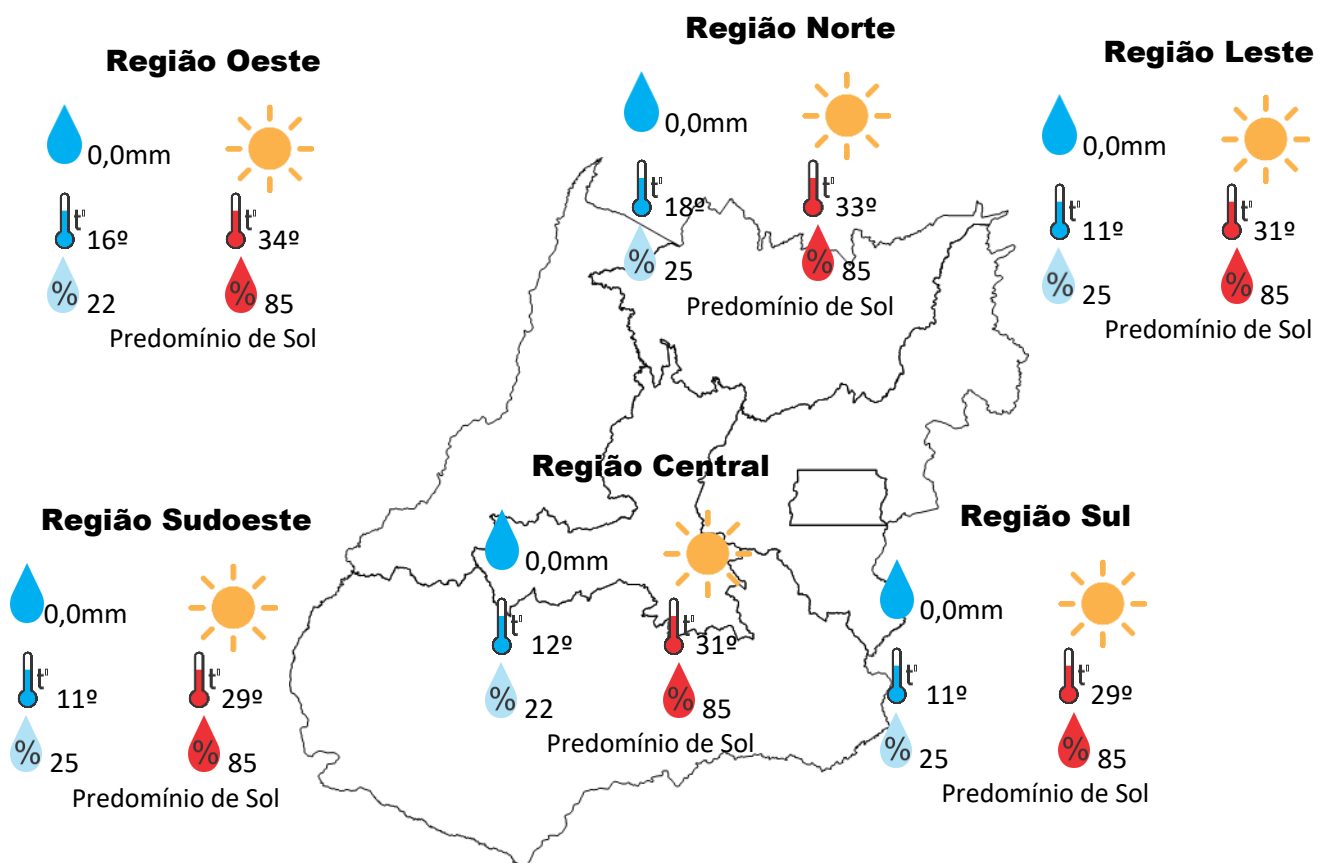 Região Oeste
0,0mm
t°
16º
t°
34º
%
22
%
85
Predomínio de Sol
Região Norte
0,0mm
t°
18º
t°
33º
%
25
%
85
Predomínio de Sol
Região Leste
0,0mm
t°
11º
t°
31º
%
25
%
85
Predomínio de Sol
Região Sudoeste
0,0mm
t°
11º
t°
29º
%
25
%
85
Predomínio de Sol
Região Central
0,0mm
t°
12º
t°
31º
%
22
%
85
Predomínio de Sol
Região Sul
0,0mm
t°
11º
t°
29º
%
25
%
85
Predomínio de Sol